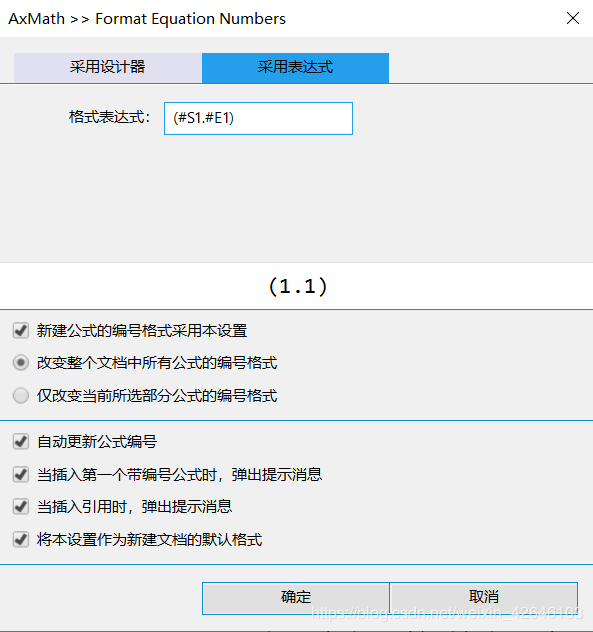 AxMath >> Format Equation Numbers
采用设计器 采用表达式
格式表达式： (#S1.#E1)
(1.1)
新建公式的编号格式采用本设置
改变整个文档中所有公式的编号格式
仅改变当前所选部分公式的编号格式
自动更新公式编号
当插入第一个带编号公式时，弹出提示消息
当插入引用时，弹出提示消息
将本设置作为新建文档的默认格式
确定 取消